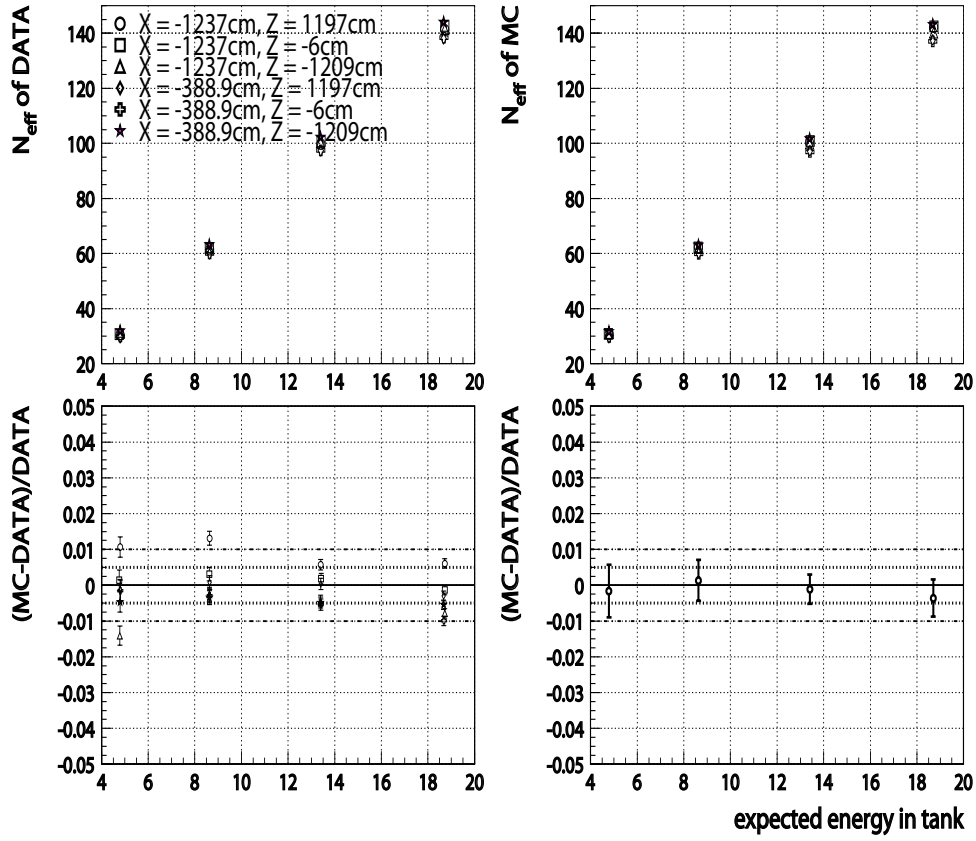 N_eff of DATA
140
120
100
80
60
40
20
X = -1237cm, Z = 1197cm
X = -1237cm, Z = -6cm
X = -1237cm, Z = -1209cm
X = -388.9cm, Z = 1197cm
X = -388.9cm, Z = -6cm
X = -388.9cm, Z = -1209cm
4 6 8 10 12 14 16 18 20
N_eff of MC
140
120
100
80
60
40
20
4 6 8 10 12 14 16 18 20
(MC-DATA)/DATA
0.05
0.04
0.03
0.02
0.01
0
-0.01
-0.02
-0.03
-0.04
-0.05
4 6 8 10 12 14 16 18 20
(MC-DATA)/DATA
0.05
0.04
0.03
0.02
0.01
0
-0.01
-0.02
-0.03
-0.04
-0.05
4 6 8 10 12 14 16 18 20
expected energy in tank